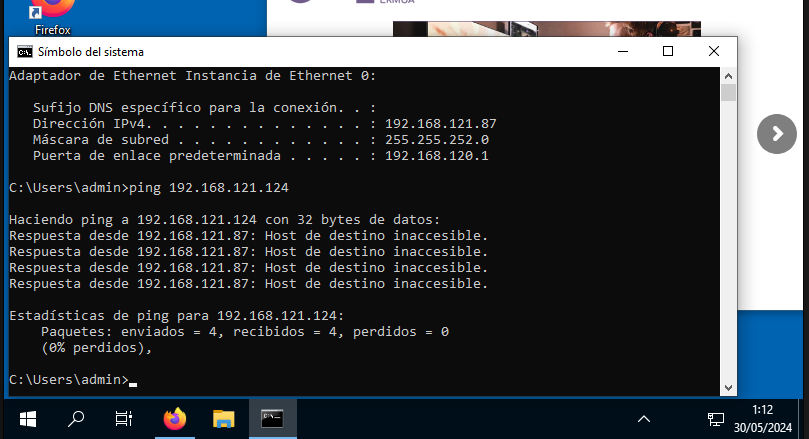 ERMUA
Firefox
Símbolo del sistema
Adaptador de Ethernet Instancia de Ethernet 0:
Sufijo DNS específico para la conexión. . :
Dirección IPv4. . . . . . . . . . . . . . : 192.168.121.87
Máscara de subred . . . . . . . . . . . . : 255.255.252.0
Puerta de enlace predeterminada . . . . . : 192.168.120.1
C:\Users\admin>ping 192.168.121.124
Haciendo ping a 192.168.121.124 con 32 bytes de datos:
Respuesta desde 192.168.121.87: Host de destino inaccesible.
Respuesta desde 192.168.121.87: Host de destino inaccesible.
Respuesta desde 192.168.121.87: Host de destino inaccesible.
Respuesta desde 192.168.121.87: Host de destino inaccesible.
Estadísticas de ping para 192.168.121.124:
Paquetes: enviados = 4, recibidos = 4, perdidos = 0
(0% perdidos),
C:\Users\admin>
1:12
30/05/2024